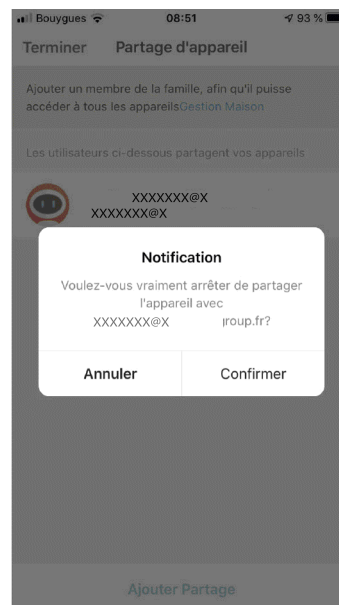 Bouygues 08:51 93 %
Terminer Partage d'appareil
Ajouter un membre de la famille, afin qu'il puisse
accéder à tous les appareilsGestion Maison
Les utilisateurs ci-dessous partagent vos appareils
XXXXXXX@X
XXXXXXX@X
Notification
Voulez-vous vraiment arrêter de partager
l'appareil avec
XXXXXXX@X roup.fr?
Annuler Confirmer
Ajouter Partage